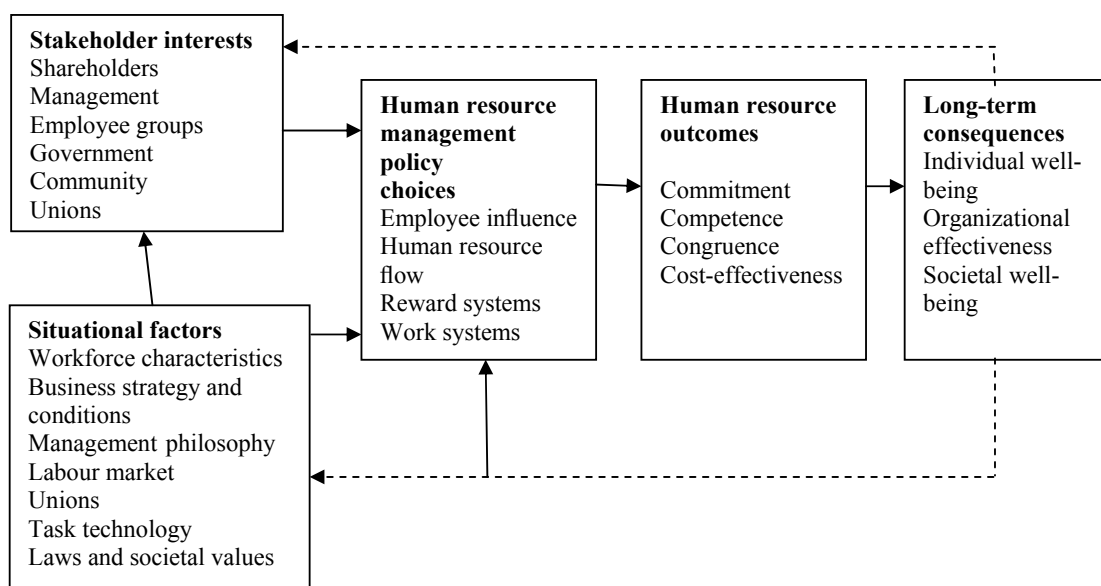 Stakeholder interests
Shareholders
Management
Employee groups
Government
Community
Unions
Situational factors
Workforce characteristics
Business strategy and
conditions
Management philosophy
Labour market
Unions
Task technology
Laws and societal values
Human resource
management
policy
choices
Employee influence
Human resource
flow
Reward systems
Work systems
Human resource
outcomes
Commitment
Competence
Congruence
Cost-effectiveness
Long-term
consequences
Individual well-
being
Organizational
effectiveness
Societal well-
being